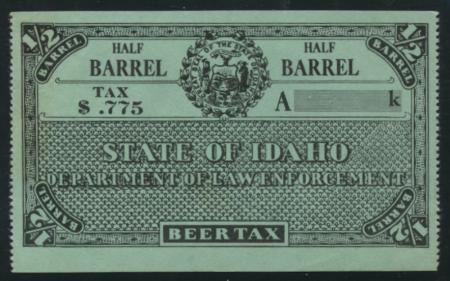 1/2 BARREL
1/2 BARREL
HALF BARREL
HALF BARREL
TAX
$ .775
A k
STATE OF IDAHO
DEPARTMENT OF LAW ENFORCEMENT
1/2 BARREL
1/2 BARREL
BEER TAX